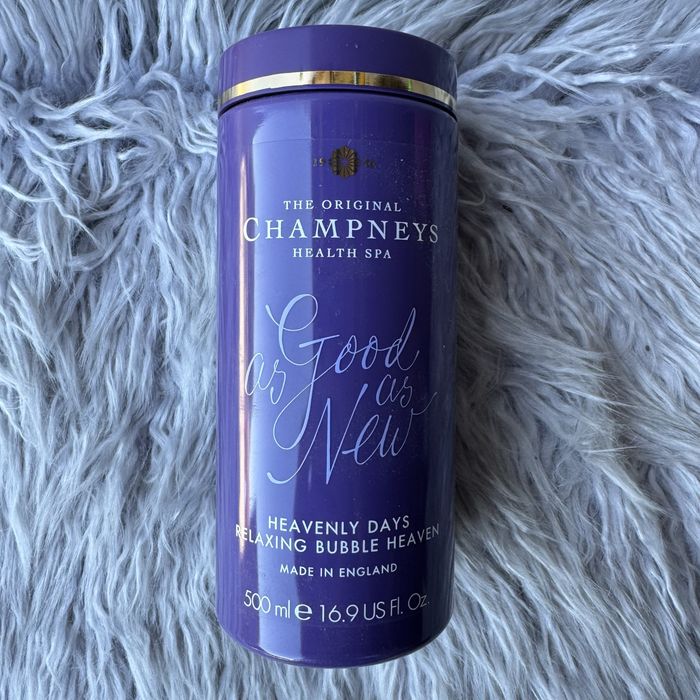 THE ORIGINAL
CHAMPNEYS
HEALTH SPA
as Good as
New
HEAVENLY DAYS
RELAXING BUBBLE HEAVEN
MADE IN ENGLAND
500 ml e 16.9 US Fl. Oz.